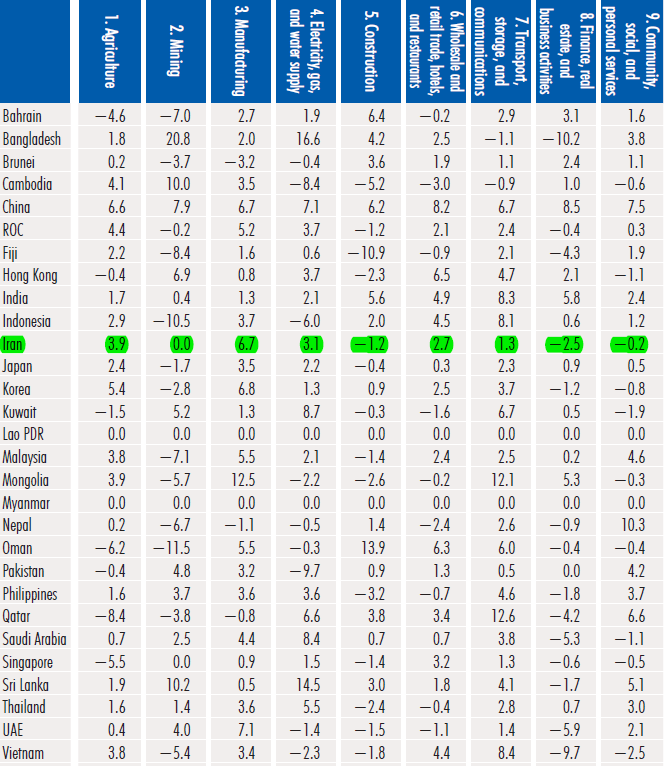 1. Agriculture
2. Mining
3. Manufacturing
4. Electricity, gas,
and water supply
5. Construction
6. Wholesale and
retail trade, hotels,
and restaurants
7. Transport,
storage, and
communications
8. Finance, real
estate, and
business activities
9. Community,
social, and
personal services
Bahrain −4.6 −7.0 2.7 1.9 6.4 −0.2 2.9 3.1 1.6
Bangladesh 1.8 20.8 2.0 16.6 4.2 2.5 −1.1 −10.2 3.8
Brunei 0.2 −3.7 −3.2 −0.4 3.6 1.9 1.1 2.4 1.1
Cambodia 4.1 10.0 3.5 −8.4 −5.2 −3.0 −0.9 1.0 −0.6
China 6.6 7.9 6.7 7.1 6.2 8.2 6.7 8.5 7.5
ROC 4.4 −0.2 5.2 3.7 −1.2 2.1 2.4 −0.4 0.3
Fiji 2.2 −8.4 1.6 0.6 −10.9 −0.9 2.1 −4.3 1.9
Hong Kong −0.4 6.9 0.8 3.7 −2.3 6.5 4.7 2.1 −1.1
India 1.7 0.4 1.3 2.1 5.6 4.9 8.3 5.8 2.4
Indonesia 2.9 −10.5 3.7 −6.0 2.0 4.5 8.1 0.6 1.2
Iran 3.9 0.0 6.7 3.1 −1.2 2.7 1.3 −2.5 −0.2
Japan 2.4 −1.7 3.5 2.2 −0.4 0.3 2.3 0.9 0.5
Korea 5.4 −2.8 6.8 1.3 0.9 2.5 3.7 −1.2 −0.8
Kuwait −1.5 5.2 1.3 8.7 −0.3 −1.6 6.7 0.5 −1.9
Lao PDR 0.0 0.0 0.0 0.0 0.0 0.0 0.0 0.0 0.0
Malaysia 3.8 −7.1 5.5 2.1 −1.4 2.4 2.5 0.2 4.6
Mongolia 3.9 −5.7 12.5 −2.2 −2.6 −0.2 12.1 5.3 −0.3
Myanmar 0.0 0.0 0.0 0.0 0.0 0.0 0.0 0.0 0.0
Nepal 0.2 −6.7 −1.1 −0.5 1.4 −2.4 2.6 −0.9 10.3
Oman −6.2 −11.5 5.5 −0.3 13.9 6.3 6.0 −0.4 −0.4
Pakistan −0.4 4.8 3.2 −9.7 0.9 1.3 0.5 0.0 4.2
Philippines 1.6 3.7 3.6 3.6 −3.2 −0.7 4.6 −1.8 3.7
Qatar −8.4 −3.8 −0.8 6.6 3.8 3.4 12.6 −4.2 6.6
Saudi Arabia 0.7 2.5 4.4 8.4 0.7 0.7 3.8 −5.3 −1.1
Singapore −5.5 0.0 0.9 1.5 −1.4 3.2 1.3 −0.6 −0.5
Sri Lanka 1.9 10.2 0.5 14.5 3.0 1.8 4.1 −1.7 5.1
Thailand 1.6 1.4 3.6 5.5 −2.4 −0.4 2.8 0.7 3.0
UAE 0.4 4.0 7.1 −1.4 −1.5 −1.1 1.4 −5.9 2.1
Vietnam 3.8 −5.4 3.4 −2.3 −1.8 4.4 8.4 −9.7 −2.5